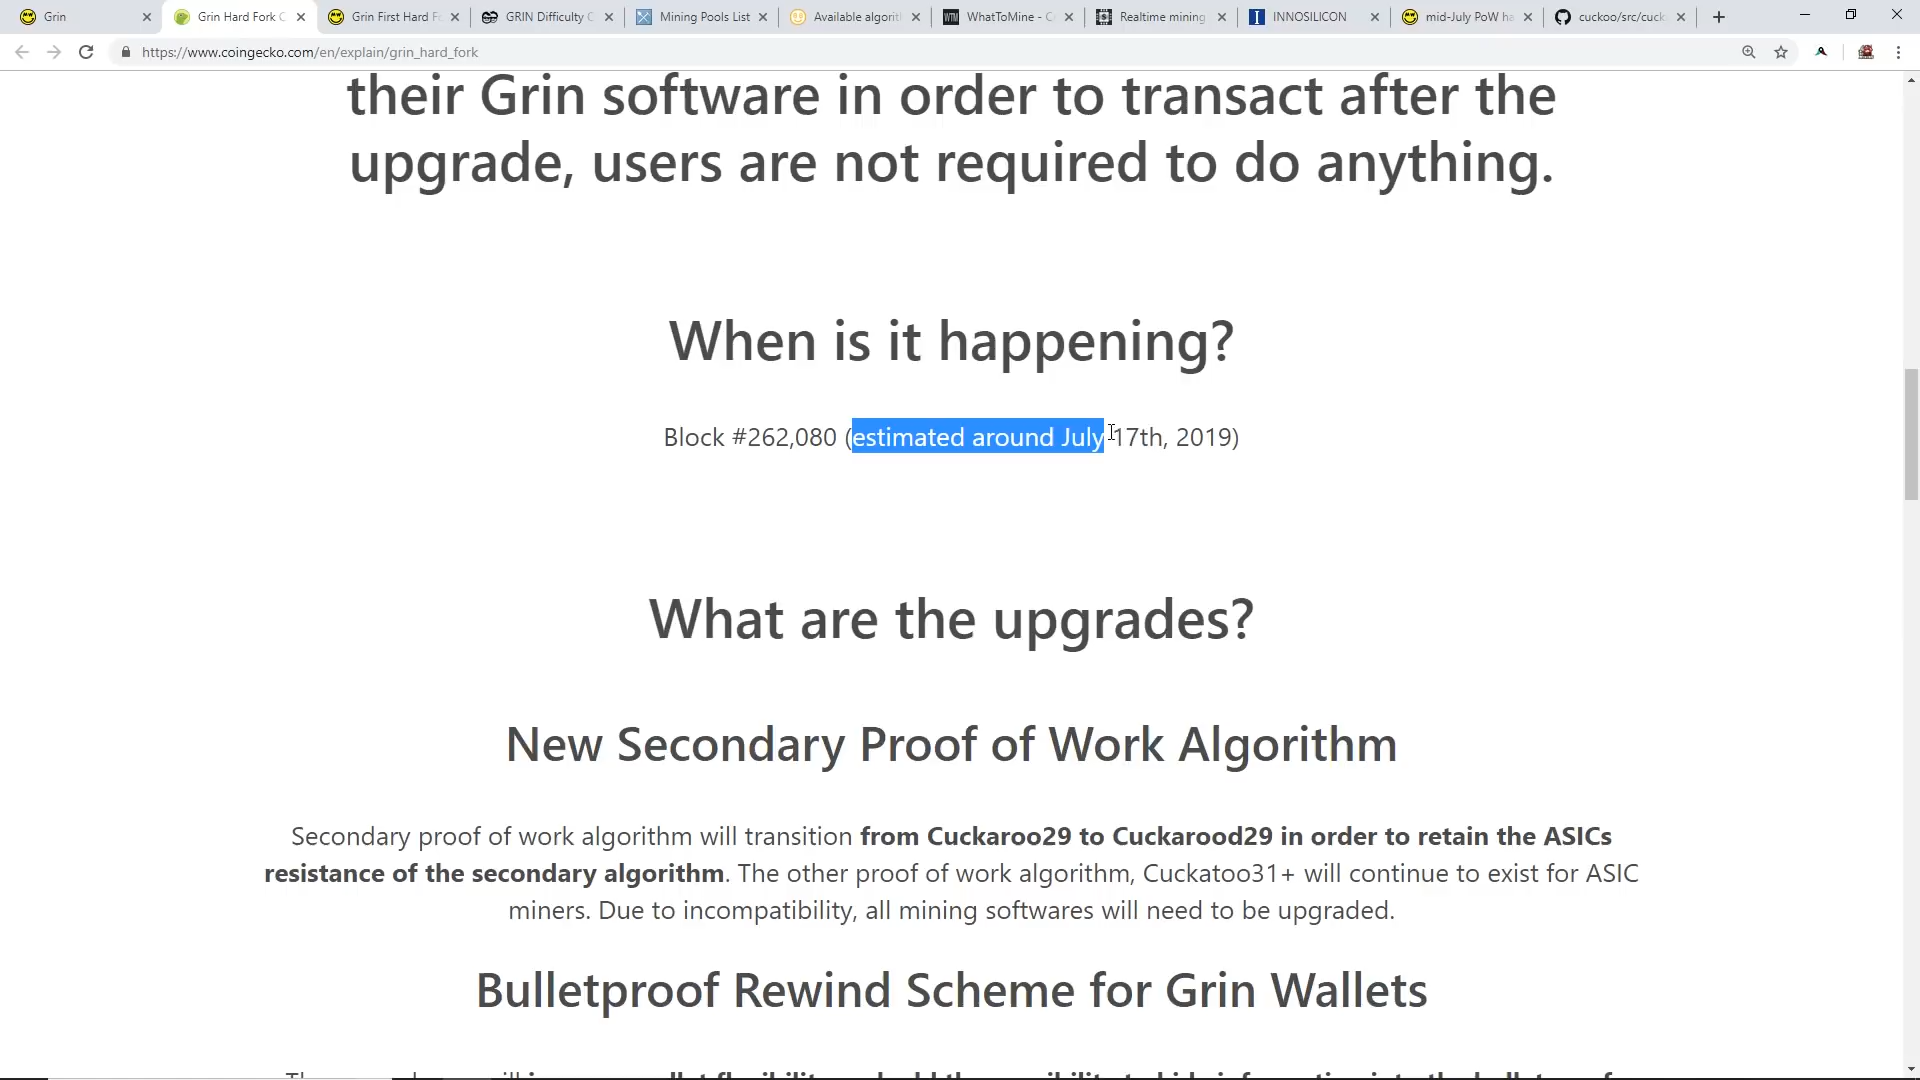 Grin
Grin Hard Fork C
Grin First Hard F
GRIN Difficulty C
Mining Pools List
Available algorit
WhatToMine - C
Realtime mining
INNOSILICON
mid-July PoW ha
cuckoo/src/cuck
https://www.coingecko.com/en/explain/grin_hard_fork
their Grin software in order to transact after the
upgrade, users are not required to do anything.
When is it happening?
Block #262,080 (estimated around July 17th, 2019)
What are the upgrades?
New Secondary Proof of Work Algorithm
Secondary proof of work algorithm will transition from Cuckaroo29 to Cuckarood29 in order to retain the ASICs
resistance of the secondary algorithm. The other proof of work algorithm, Cuckatoo31+ will continue to exist for ASIC
miners. Due to incompatibility, all mining softwares will need to be upgraded.
Bulletproof Rewind Scheme for Grin Wallets